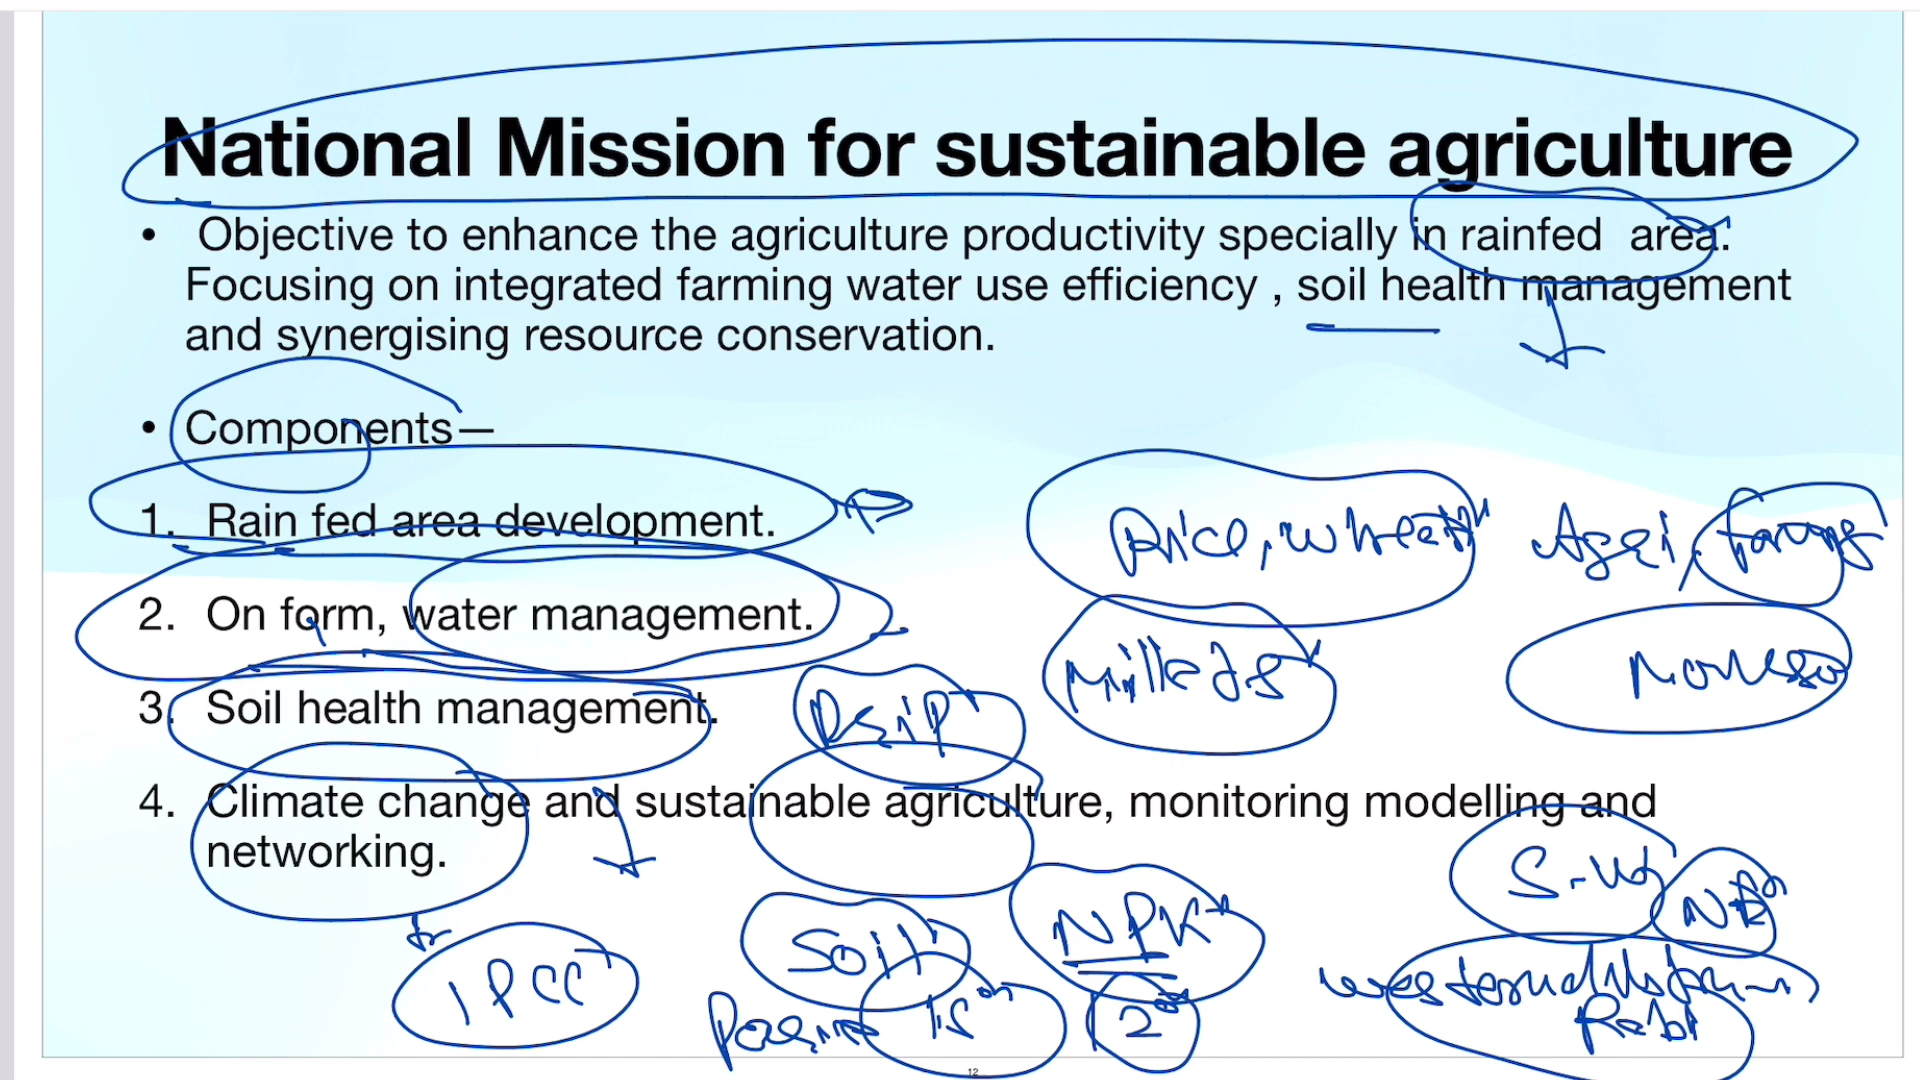 National Mission for sustainable agriculture
• Objective to enhance the agriculture productivity specially in rainfed area.
Focusing on integrated farming water use efficiency , soil health management
and synergising resource conservation.
• Components—
1. Rain fed area development.
Rice, wheat
2. On form, water management.
Millets
3. Soil health management.
4. Climate change and sustainable agriculture, monitoring modelling and
networking.
NPK
Soil
IPCC
Rabi
12